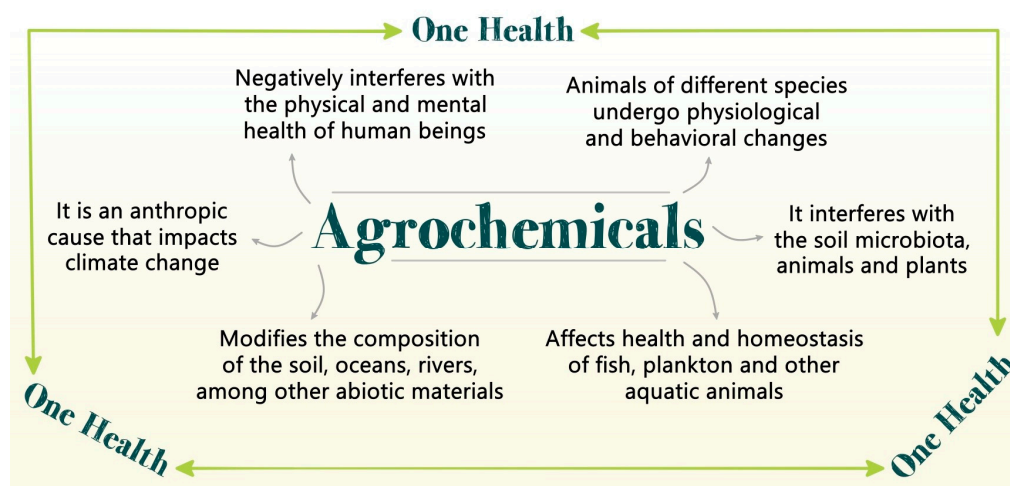 One Health
Negatively interferes with
the physical and mental
health of human beings
Animals of different species
undergo physiological
and behavioral changes
It is an anthropic
cause that impacts
climate change
Agrochemicals
It interferes with
the soil microbiota,
animals and plants
Modifies the composition
of the soil, oceans, rivers,
among other abiotic materials
Affects health and homeostasis
of fish, plankton and other
aquatic animals
One Health
One Health